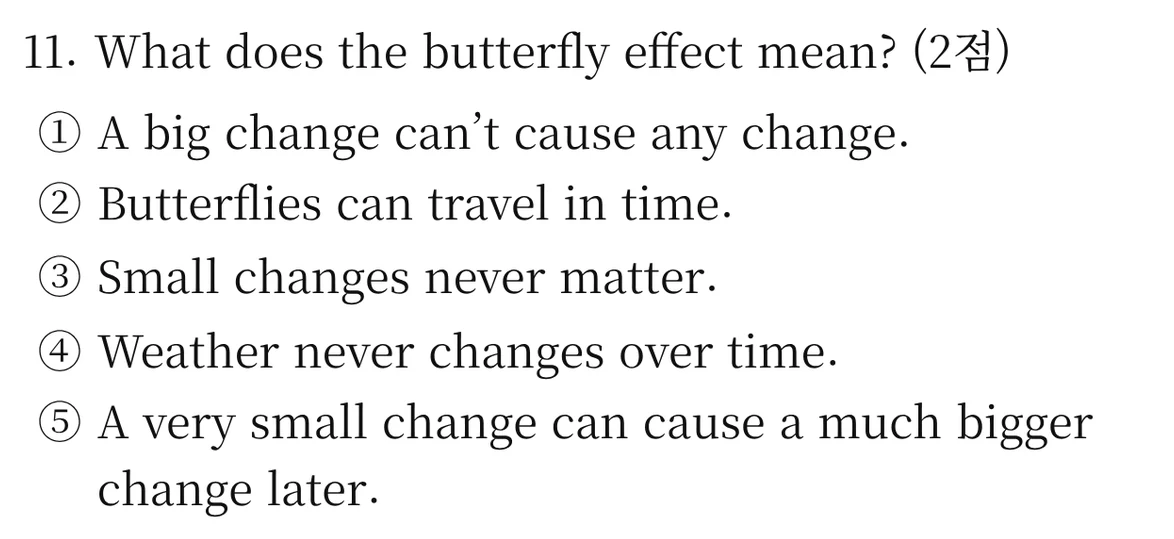 11. What does the butterfly effect mean? (2점)
① A big change can’t cause any change.
② Butterflies can travel in time.
③ Small changes never matter.
④ Weather never changes over time.
⑤ A very small change can cause a much bigger
change later.